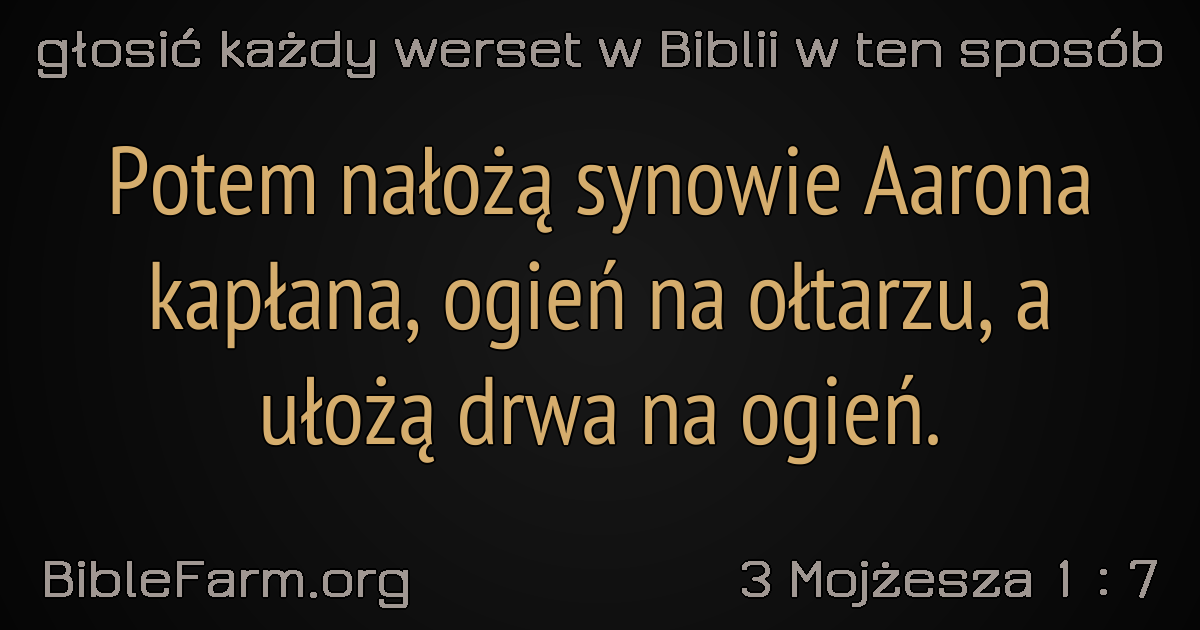 głosić każdy werset w Biblii w ten sposób
Potem nałożą synowie Aarona
kapłana, ogień na ołtarzu, a
ułożą drwa na ogień.
BibleFarm.org
3 Mojżesza 1 : 7